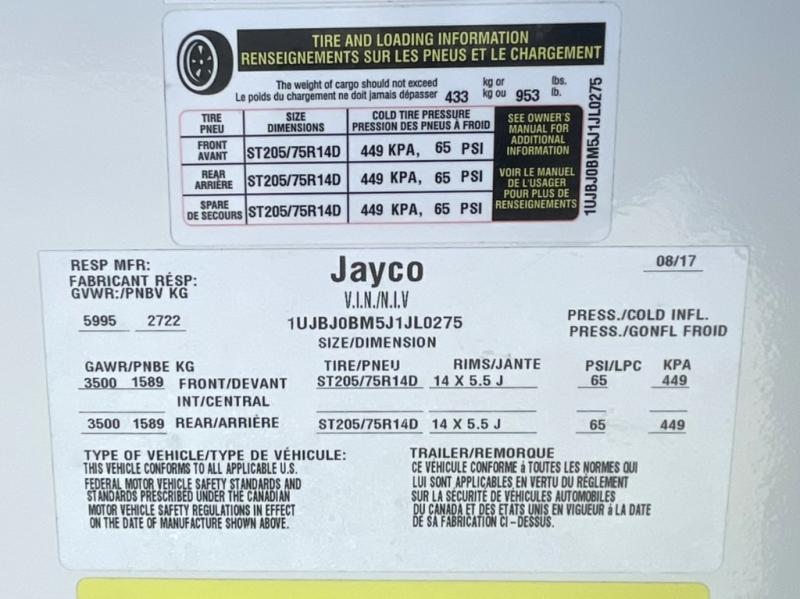 TIRE AND LOADING INFORMATION
RENSEIGNEMENTS SUR LES PNEUS ET LE CHARGEMENT
The weight of cargo should not exceed kg or lbs.
Le poids du chargement ne doit jamais dépasser 433 kg ou 953 lb.
TIRE PNEU SIZE DIMENSIONS COLD TIRE PRESSURE PRESSION DES PNEUS À FROID
FRONT AVANT ST205/75R14D 449 KPA, 65 PSI
REAR ARRIÈRE ST205/75R14D 449 KPA, 65 PSI
SPARE DE SECOURS ST205/75R14D 449 KPA, 65 PSI
SEE OWNER'S
MANUAL FOR
ADDITIONAL
INFORMATION
VOIR LE MANUEL
DE L'USAGER
POUR PLUS DE
RENSEIGNEMENTS
1UJBJ0BM5J1JL0275
RESP MFR: Jayco 08/17
FABRICANT RÉSP:
GVWR:/PNBV KG V.I.N./N.I.V
5995 2722 1UJBJ0BM5J1JL0275 PRESS./COLD INFL.
SIZE/DIMENSION PRESS./GONFL FROID
GAWR/PNBE KG TIRE/PNEU RIMS/JANTE PSI/LPC KPA
3500 1589 FRONT/DEVANT ST205/75R14D 14 X 5.5 J 65 449
INT/CENTRAL
3500 1589 REAR/ARRIÈRE ST205/75R14D 14 X 5.5 J 65 449
TYPE OF VEHICLE/TYPE DE VÉHICULE: TRAILER/REMORQUE
THIS VEHICLE CONFORMS TO ALL APPLICABLE U.S.
FEDERAL MOTOR VEHICLE SAFETY STANDARDS AND
STANDARDS PRESCRIBED UNDER THE CANADIAN
MOTOR VEHICLE SAFETY REGULATIONS IN EFFECT
ON THE DATE OF MANUFACTURE SHOWN ABOVE.
CE VÉHICULE CONFORME á TOUTES LES NORMES QUI
LUI SONT APPLICABLES EN VERTU DU RÉGLEMENT
SUR LA SÉCURITÉ DE VÉHICULES AUTOMOBILES
DU CANADA ET DES ETATS UNIS EN VIGUEUR á LA DATE
DE SA FABRICATION CI-DESSUS.